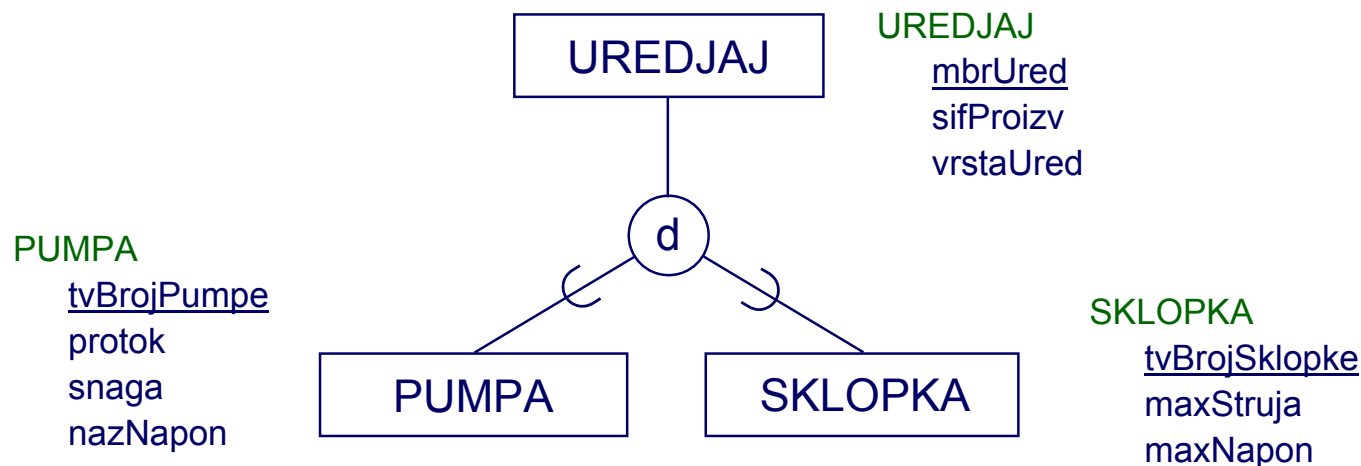 UREDJAJ
UREDJAJ
mbrUred
sifProizv
vrstaUred
d
PUMPA
tvBrojPumpe
protok
snaga
nazNapon
PUMPA
SKLOPKA
SKLOPKA
tvBrojSklopke
maxStruja
maxNapon